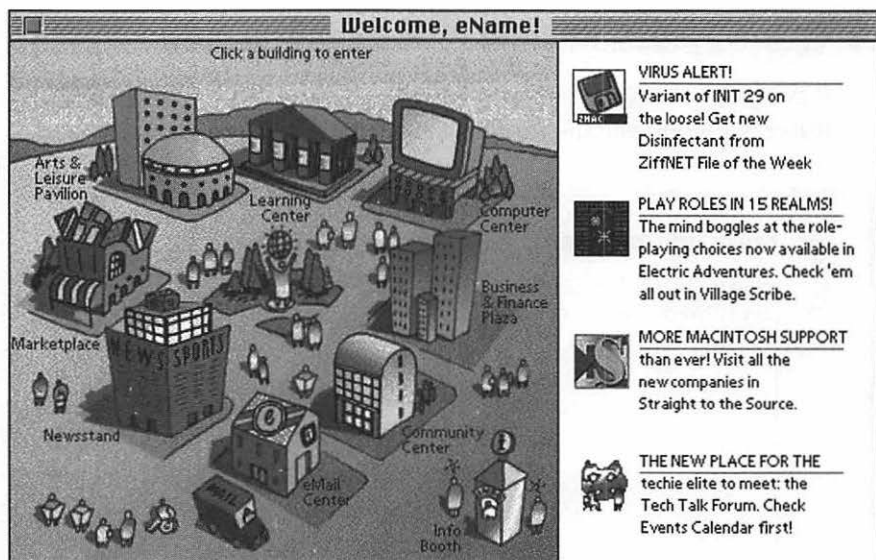 Welcome, eName!
Click a building to enter
Arts &
Leisure
Pavilion
Learning
Center
Computer
Center
Business
& Finance
Plaza
Marketplace
NEWS SPORTS
Newsstand
Community
Center
e
eMail
Center
MAIL
i
Info
Booth
VIRUS ALERT!
Variant of INIT 29 on
the loose! Get new
Disinfectant from
ZiffNET File of the Week
ZMAC
PLAY ROLES IN 15 REALMS!
The mind boggles at the role-
playing choices now available in
Electric Adventures. Check 'em
all out in Village Scribe.
MORE MACINTOSH SUPPORT
than ever! Visit all the
new companies in
Straight to the Source.
THE NEW PLACE FOR THE
techie elite to meet: the
Tech Talk Forum. Check
Events Calendar first!